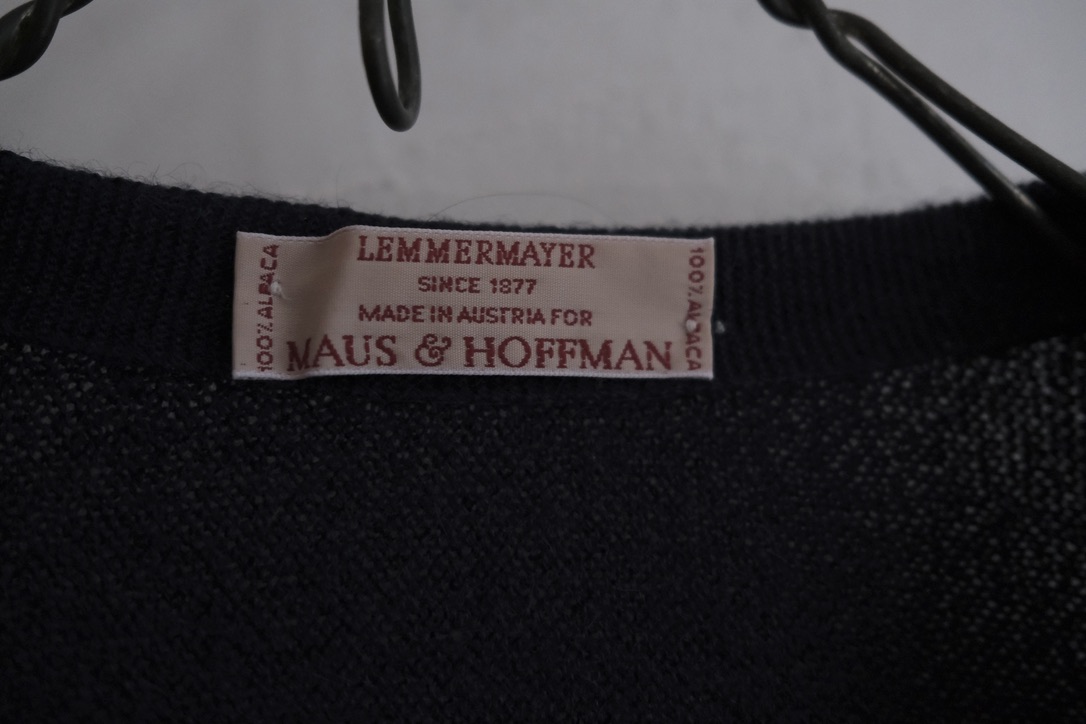 100% ALPACA
LEMMERMAYER
SINCE 1877
MADE IN AUSTRIA FOR
MAUS & HOFFMAN
100% ALPACA